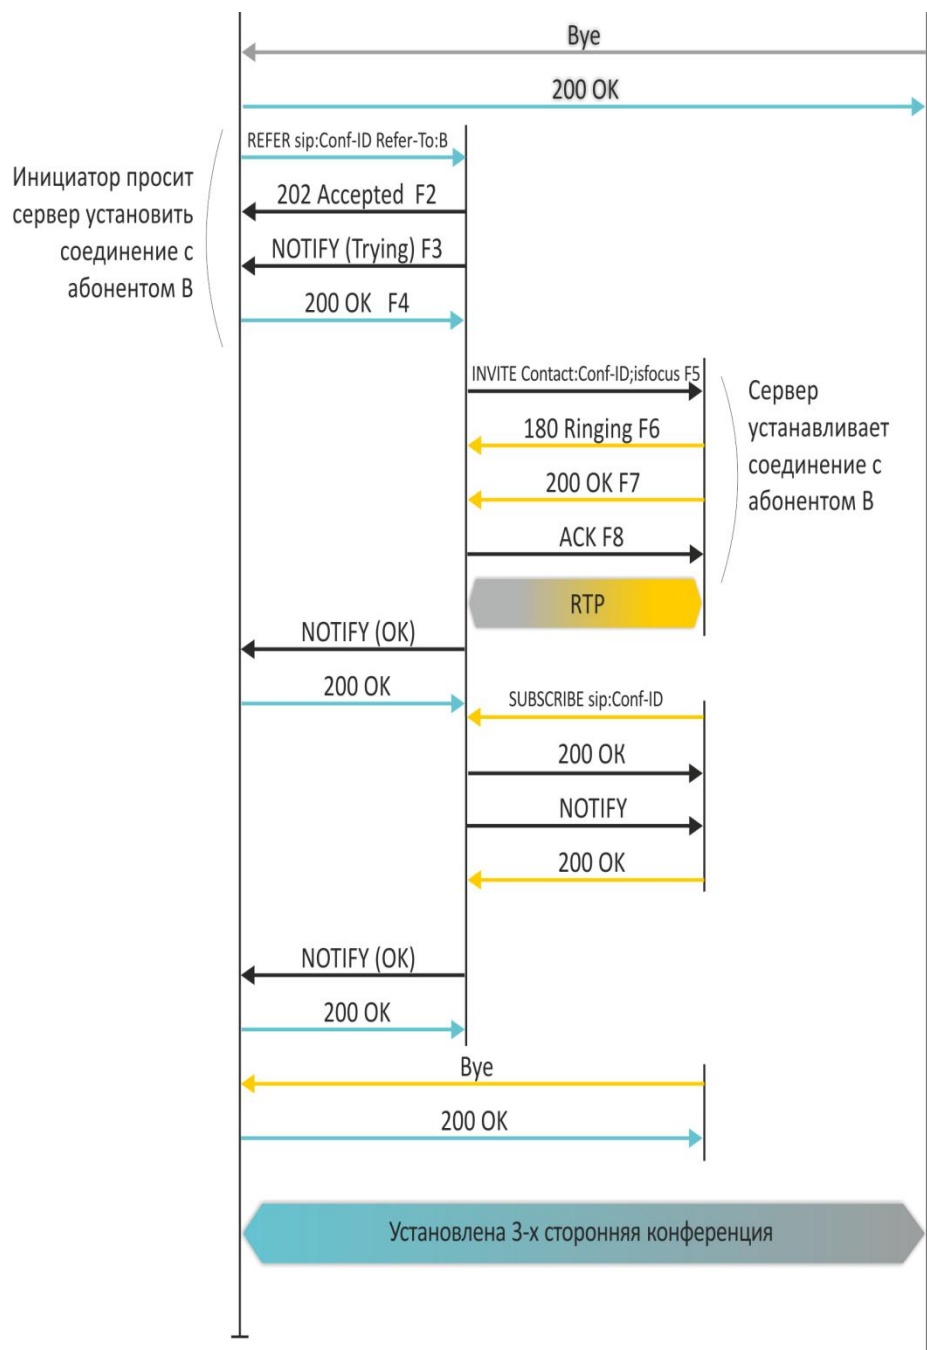 Bye
200 OK
REFER sip:Conf-ID Refer-To:B
Инициатор просит
сервер установить
соединение с
абонентом В
202 Accepted F2
NOTIFY (Trying) F3
200 OK F4
INVITE Contact:Conf-ID;isfocus F5
180 Ringing F6
200 OK F7
ACK F8
Сервер
устанавливает
соединение с
абонентом В
RTP
NOTIFY (OK)
200 OK
SUBSCRIBE sip:Conf-ID
200 OK
NOTIFY
200 OK
NOTIFY (OK)
200 OK
Bye
200 OK
Установлена 3-х сторонняя конференция